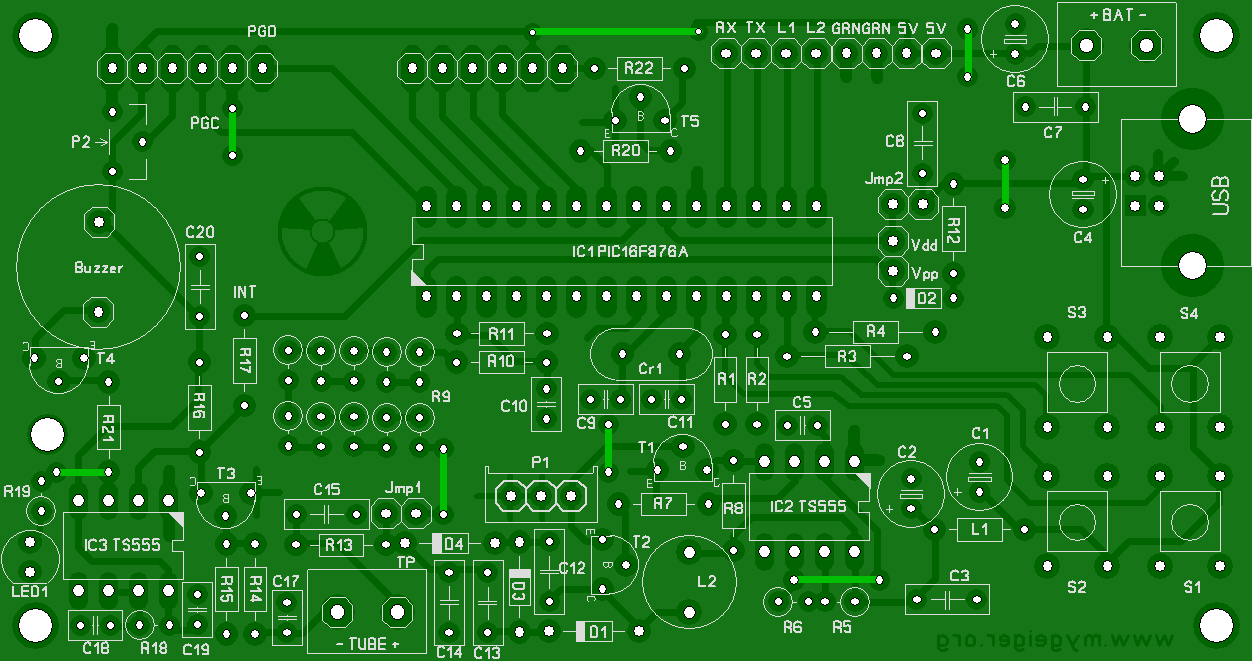 PGD
RX TX L1 L2 GRN GRN 5V 5V
+ BAT -
R22
C6
PGC
T5
B
E
C
C7
P2
R20
C8
USB
Jmp2
C20
R12
C4
Buzzer
IC1 PIC16F876A
Vdd
Vpp
INT
D2
S3
S4
R11
R4
C
E
B
T4
R17
R10
R3
Cr1
R1
R2
R9
R16
C10
C9
C11
C5
R21
T1
B
E
C
C2
C1
P1
T3
C
E
B
R19
C15
Jmp1
R7
R8
IC2 TS555
L1
IC3 TS555
R13
D4
TP
E
T2
B
C
C12
L2
LED1
R15
R14
C17
D3
C3
S2
S1
C18
R18
C19
- TUBE +
C14
C13
D1
R6
R5
www.mygeiger.org